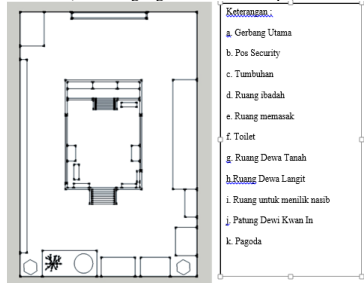 Keterangan :
a. Gerbang Utama
b. Pos Security
c. Tumbuhan
d. Ruang ibadah
e. Ruang memasak
f. Toilet
g. Ruang Dewa Tanah
h.Ruang Dewa Langit
i. Ruang untuk menilik nasib
j. Patung Dewi Kwan In
k. Pagoda